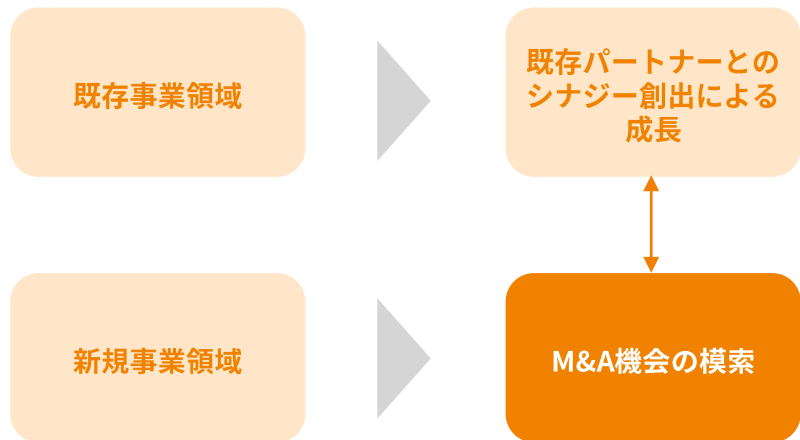 既存事業領域
既存パートナーとの
シナジー創出による
成長
新規事業領域
M&A機会の模索